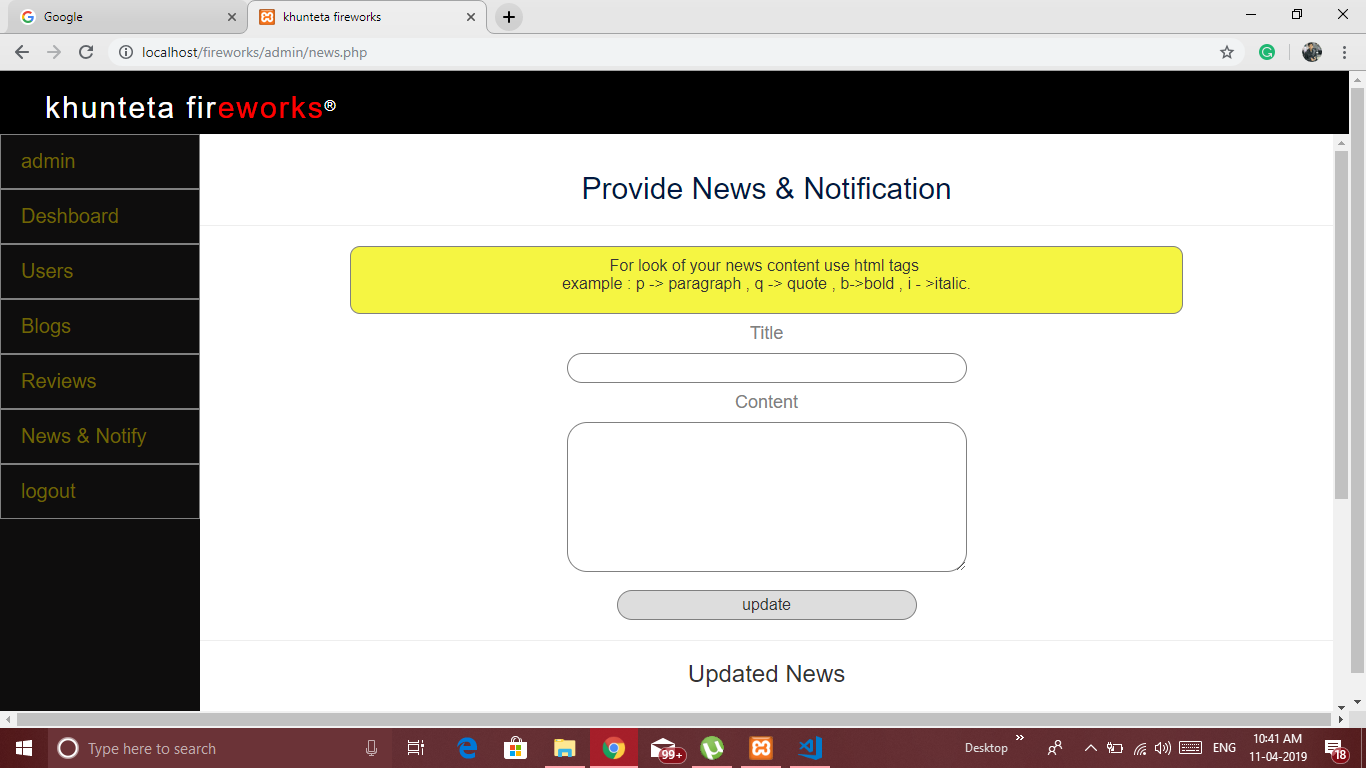 Google
khunteta fireworks
localhost/fireworks/admin/news.php
khunteta fireworks®
admin
Deshboard
Users
Blogs
Reviews
News & Notify
logout
Provide News & Notification
For look of your news content use html tags
example : p -> paragraph , q -> quote , b->bold , i - >italic.
Title
Content
update
Updated News
Type here to search
99+
Desktop
ENG
10:41 AM
11-04-2019
18